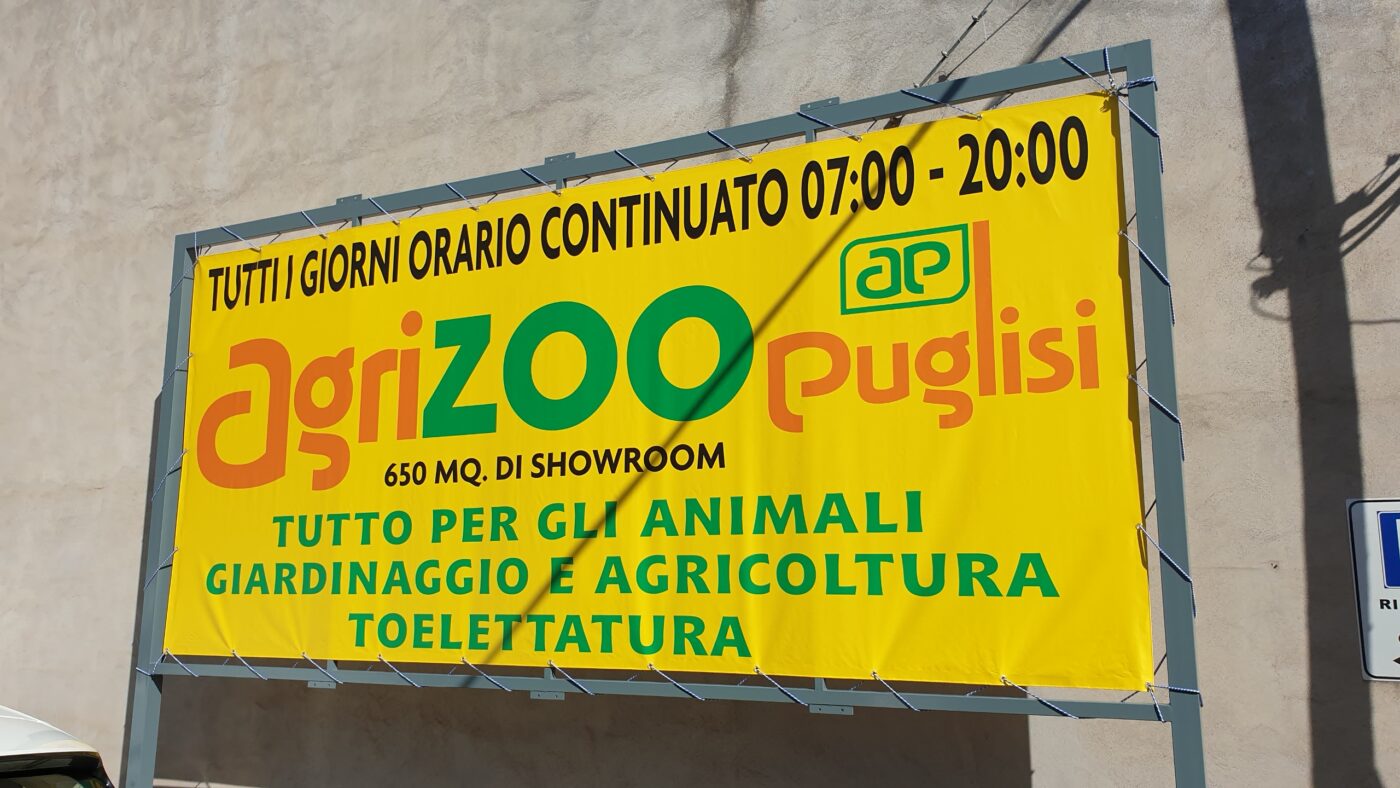 TUTTI I GIORNI ORARIO CONTINUATO 07:00 - 20:00
ap
agriZOO puglisi
650 MQ. DI SHOWROOM
TUTTO PER GLI ANIMALI
GIARDINAGGIO E AGRICOLTURA
TOELETTATURA